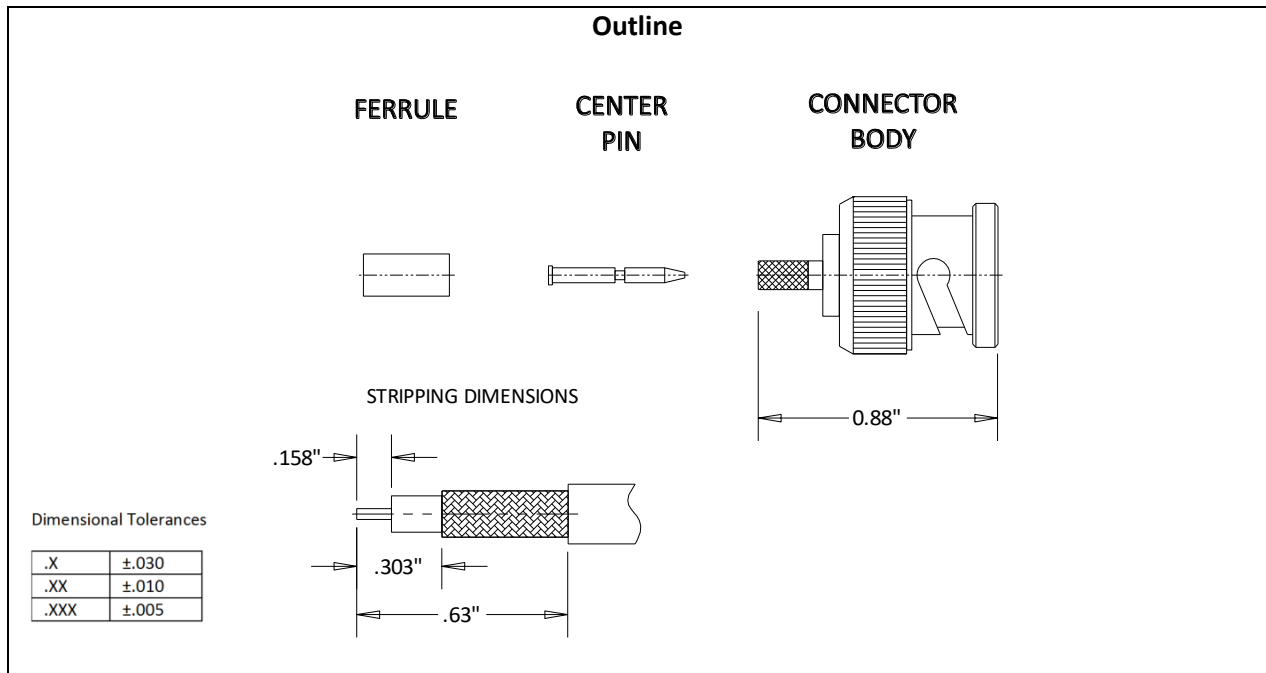 Outline
FERRULE
CENTER
PIN
CONNECTOR
BODY
STRIPPING DIMENSIONS
0.88"
.158"
Dimensional Tolerances
.X ±.030
.XX ±.010
.XXX ±.005
.303"
.63"